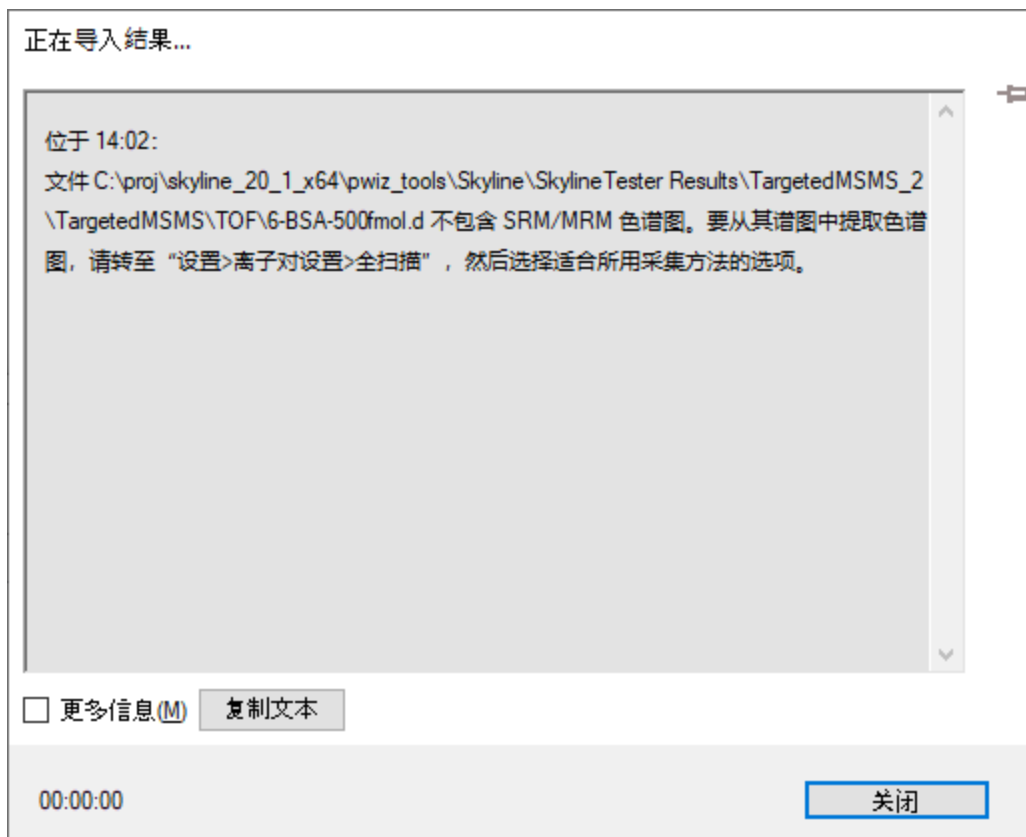 正在导入结果...
位于 14:02：
文件 C:\proj\skyline_20_1_x64\pwiz_tools\Skyline\SkylineTester Results\TargetedMSMS_2
\TargetedMSMS\TOF\6-BSA-500fmol.d 不包含 SRM/MRM 色谱图。要从其谱图中提取色谱
图，请转至“设置>离子对设置>全扫描”，然后选择适合所用采集方法的选项。
更多信息(M) 复制文本
00:00:00 关闭